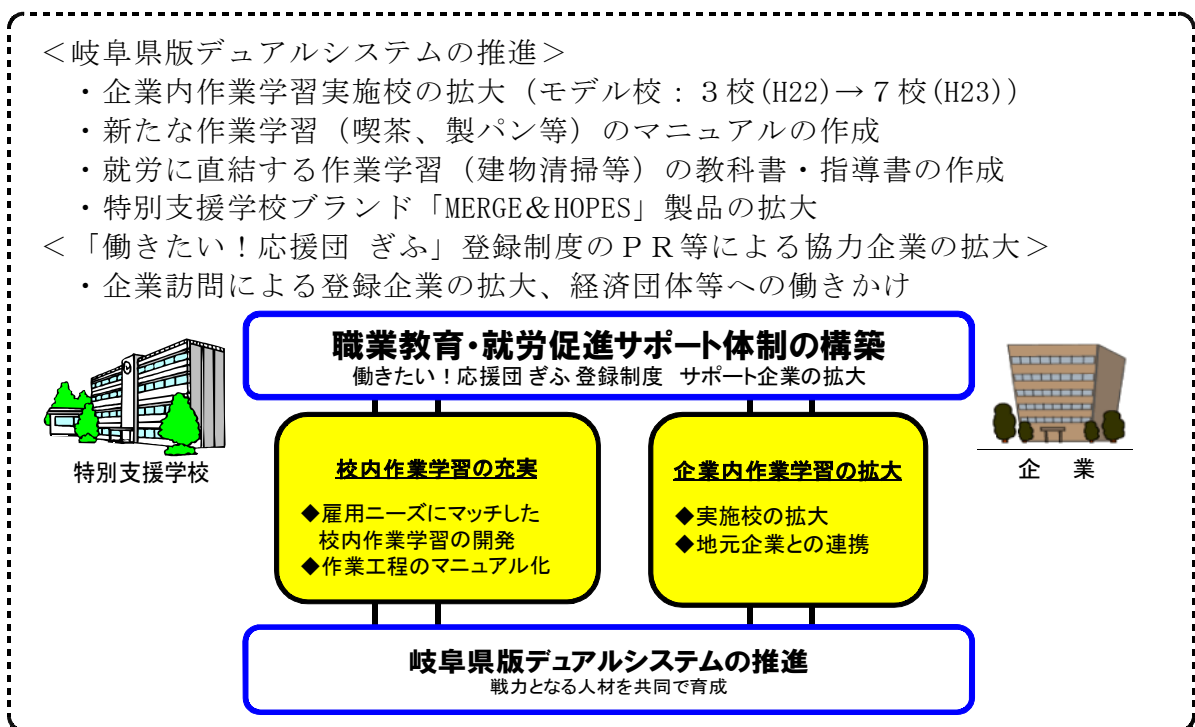 ＜岐阜県版デュアルシステムの推進＞
・企業内作業学習実施校の拡大（モデル校：３校(H22)→７校(H23)）
・新たな作業学習（喫茶、製パン等）のマニュアルの作成
・就労に直結する作業学習（建物清掃等）の教科書・指導書の作成
・特別支援学校ブランド「MERGE＆HOPES」製品の拡大
＜「働きたい！応援団 ぎふ」登録制度のＰＲ等による協力企業の拡大＞
・企業訪問による登録企業の拡大、経済団体等への働きかけ
職業教育・就労促進サポート体制の構築
働きたい！応援団 ぎふ 登録制度　サポート企業の拡大
特別支援学校
校内作業学習の充実
◆雇用ニーズにマッチした
校内作業学習の開発
◆作業工程のマニュアル化
企業内作業学習の拡大
◆実施校の拡大
◆地元企業との連携
企　業
岐阜県版デュアルシステムの推進
戦力となる人材を共同で育成